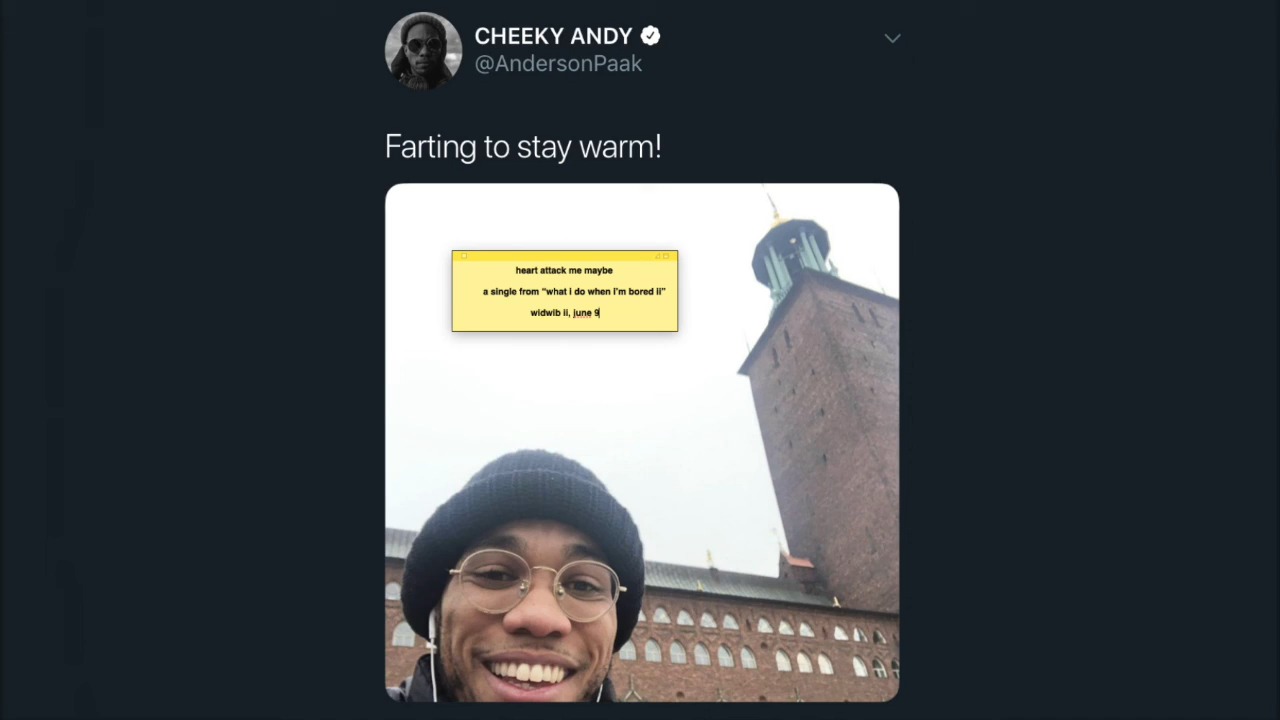 CHEEKY ANDY
@AndersonPaak
Farting to stay warm!
heart attack me maybe
a single from “what i do when i’m bored ii”
widwib ii, june 9